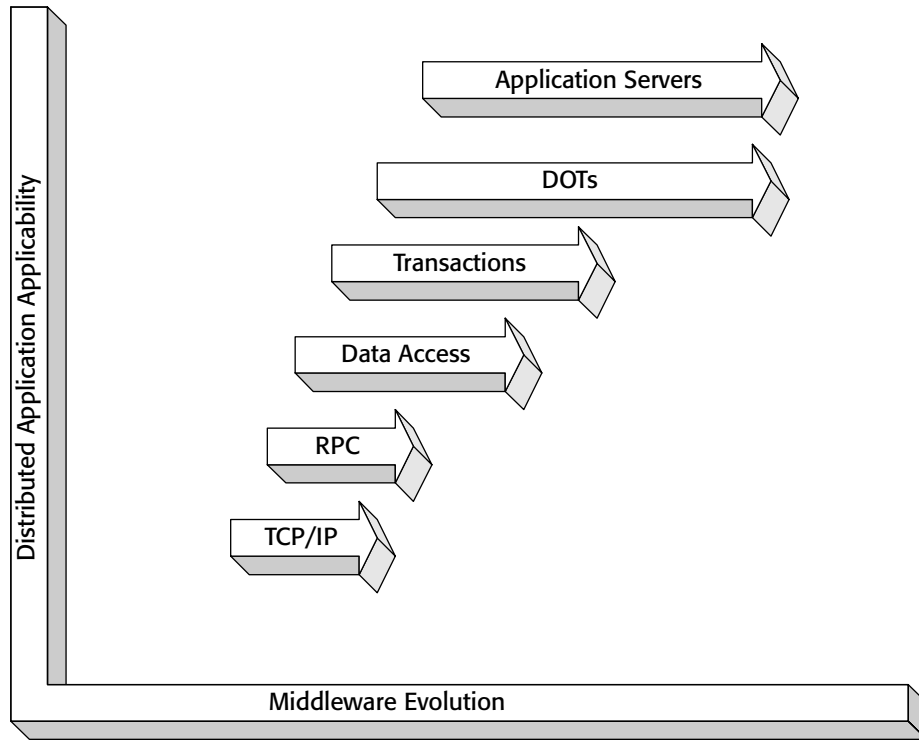 Application Servers
DOTs
Transactions
Data Access
RPC
TCP/IP
Distributed Application Applicability
Middleware Evolution